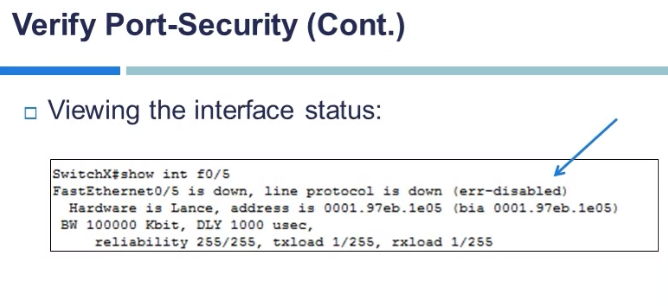 Verify Port-Security (Cont.)
Viewing the interface status:
SwitchX#show int f0/5
FastEthernet0/5 is down, line protocol is down (err-disabled)
Hardware is Lance, address is 0001.97eb.1e05 (bia 0001.97eb.1e05)
BW 100000 Kbit, DLY 1000 usec,
reliability 255/255, txload 1/255, rxload 1/255